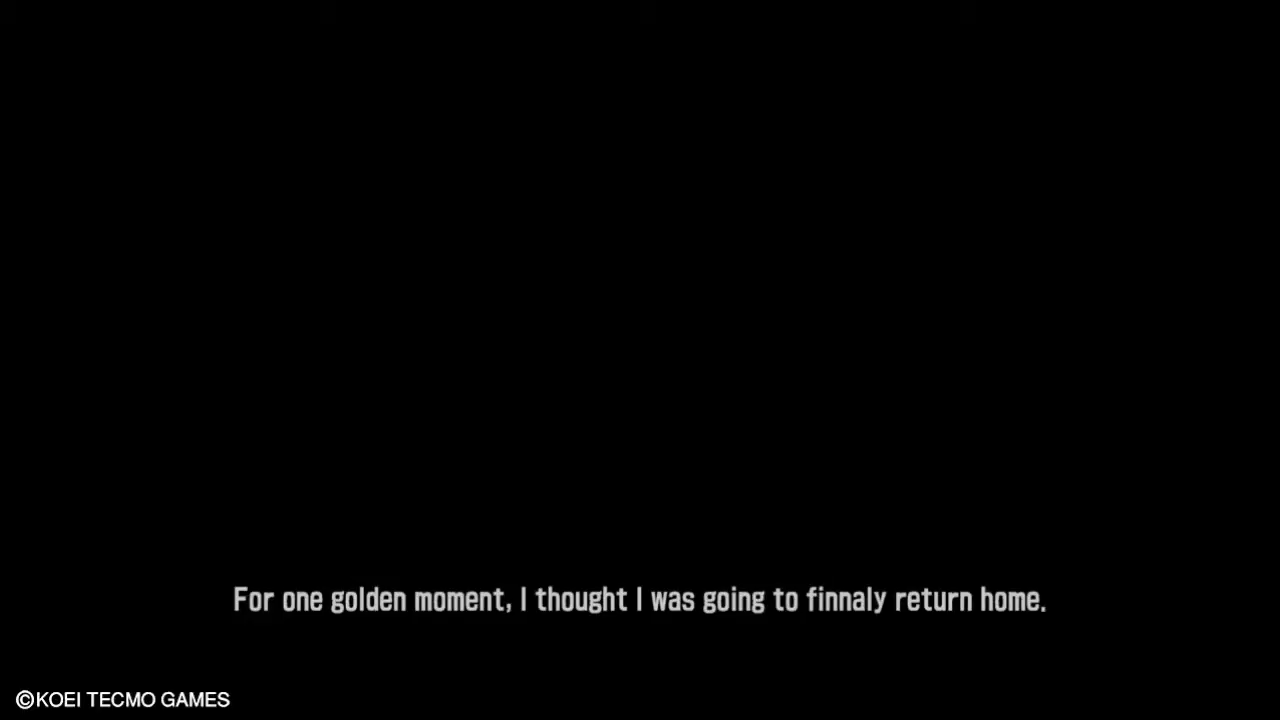 For one golden moment, I thought I was going to finnaly return home.
©KOEI TECMO GAMES